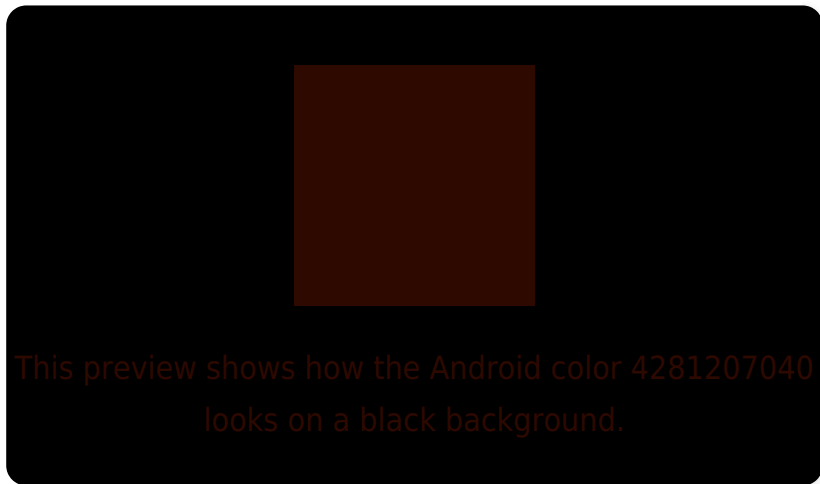 This preview shows how the Android color 4281207040
looks on a black background.